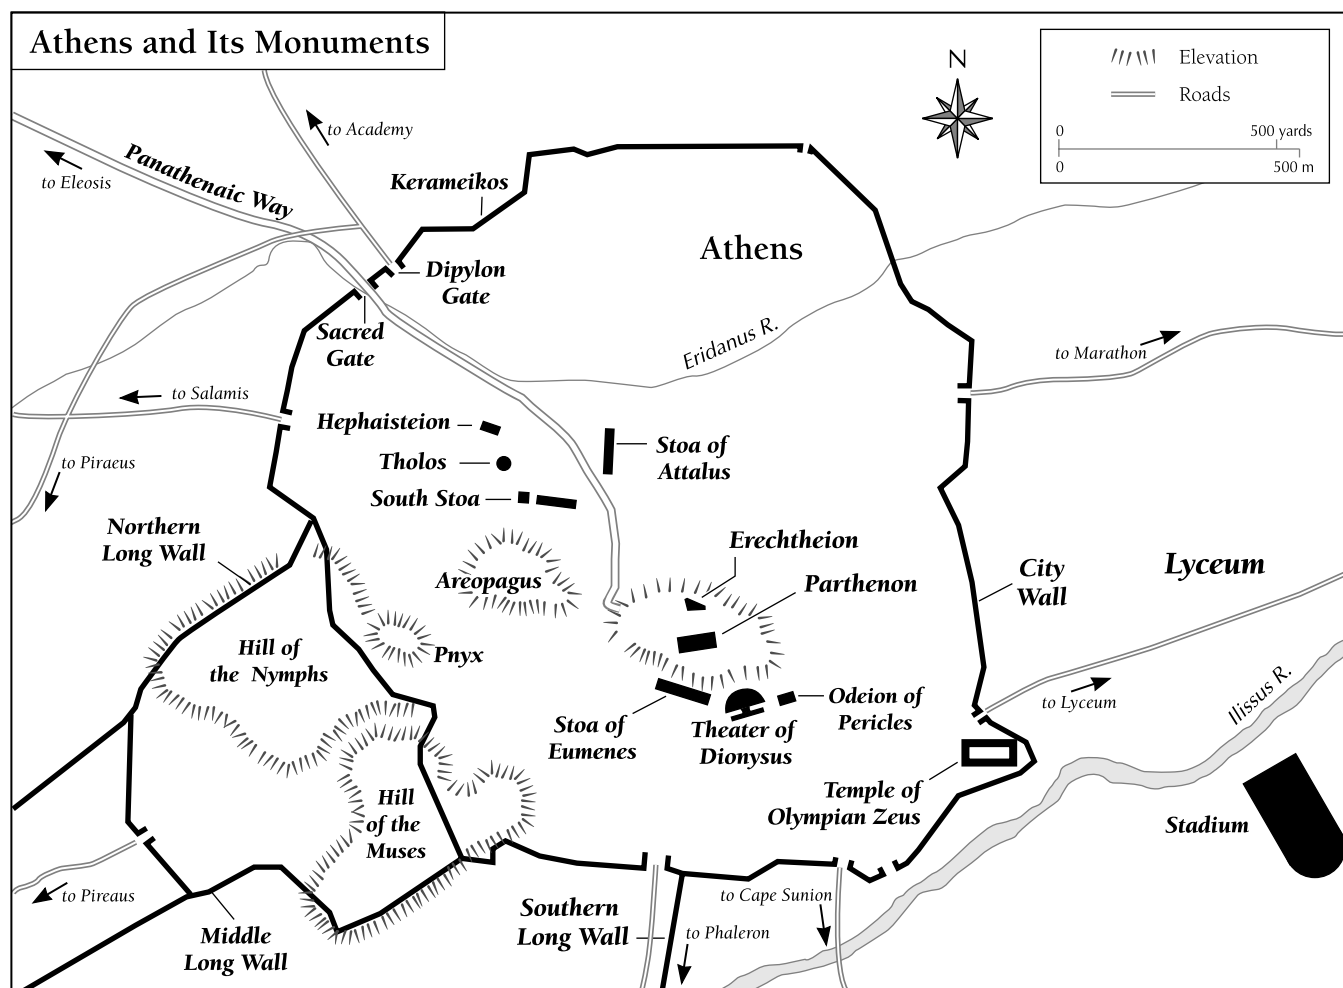 Athens and Its Monuments
N
Elevation
Roads
0
500 yards
0
500 m
to Academy
Panathenaic Way
to Eleosis
Kerameikos
Athens
Dipylon
Gate
Sacred
Gate
Eridanus R.
to Marathon
to Salamis
Hephaisteion
Tholos
South Stoa
Stoa of
Attalus
to Piraeus
Northern
Long Wall
Areopagus
Erechtheion
Parthenon
City
Wall
Lyceum
Hill of
the Nymphs
Pnyx
Stoa of
Eumenes
Theater of
Dionysus
Odeion of
Pericles
to Lyceum
Ilissus R.
Temple of
Olympian Zeus
Hill
of the
Muses
Stadium
to Pireaus
Middle
Long Wall
Southern
Long Wall
to Cape Sunion
to Phaleron